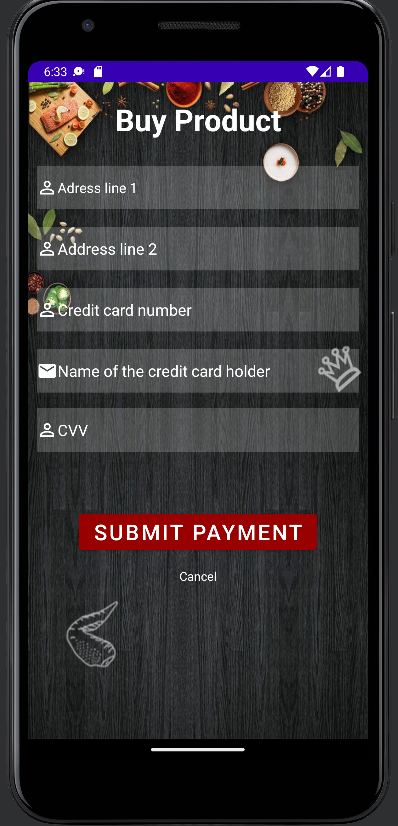 6:33
Buy Product
Adress line 1
Address line 2
Credit card number
Name of the credit card holder
CVV
SUBMIT PAYMENT
Cancel